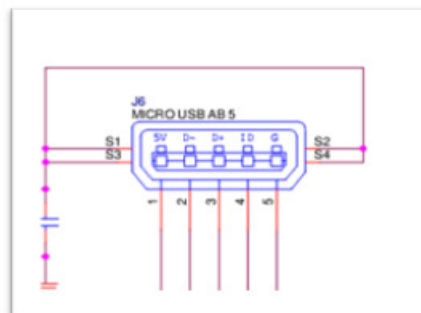 J6
MICRO USB AB 5
5V D- D+ ID G
S1 S2
S3 S4
1 2 3 4 5